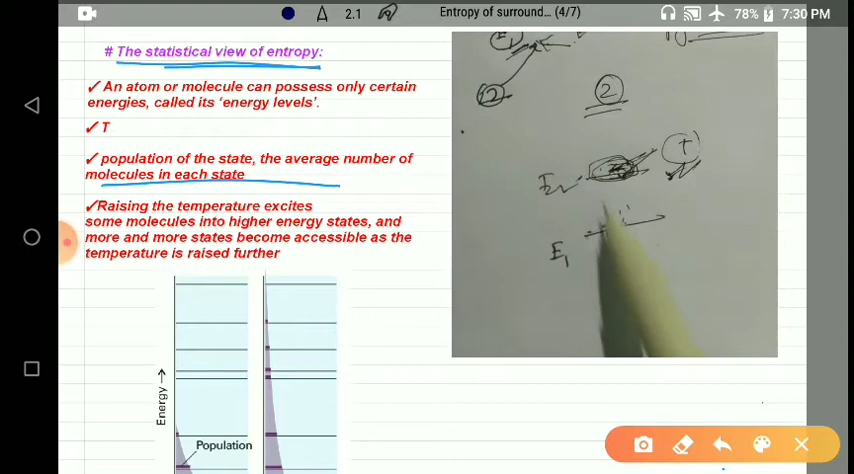 2.1
Entropy of surround... (4/7)
78%
7:30 PM
# The statistical view of entropy:
✓ An atom or molecule can possess only certain
energies, called its ‘energy levels’.
✓ T
✓ population of the state, the average number of
molecules in each state
✓Raising the temperature excites
some molecules into higher energy states, and
more and more states become accessible as the
temperature is raised further
Energy →
Population
E1
12
2
T
E2
E1